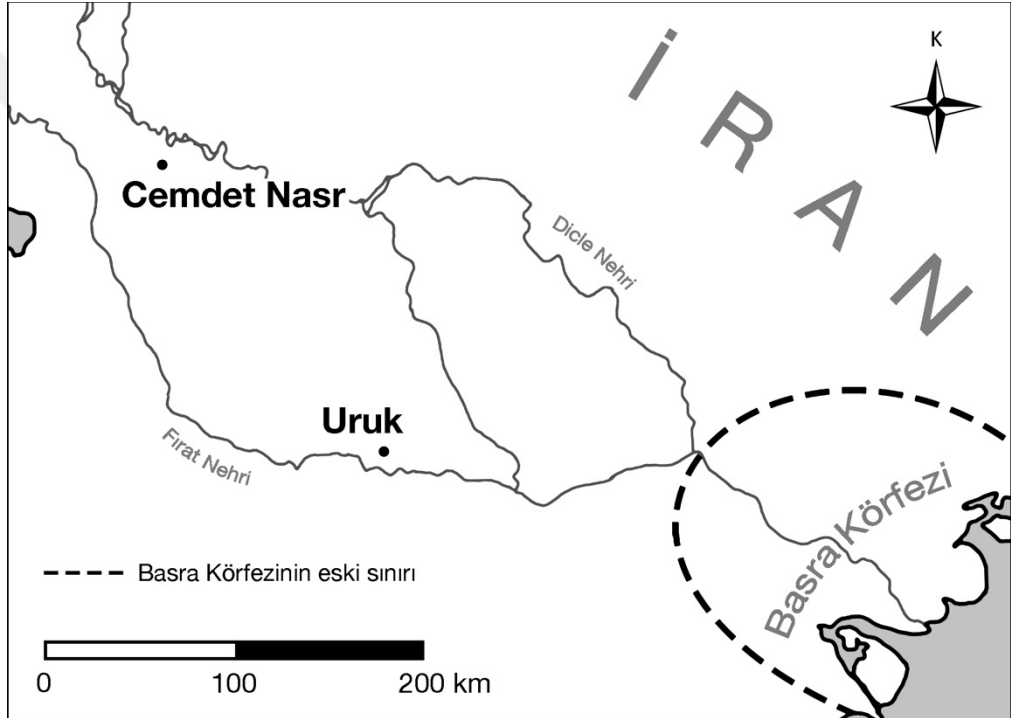 K
İRAN
Cemdet Nasr
Dicle Nehri
Uruk
Fırat Nehri
Basra Körfezi
Basra Körfezinin eski sınırı
0 100 200 km